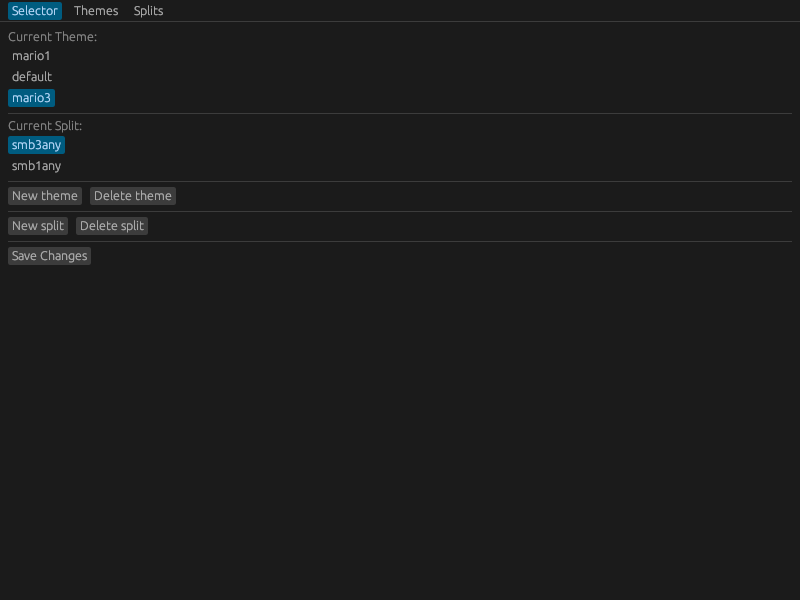 Selector Themes Splits
Current Theme:
mario1
default
mario3
Current Split:
smb3any
smb1any
New theme Delete theme
New split Delete split
Save Changes